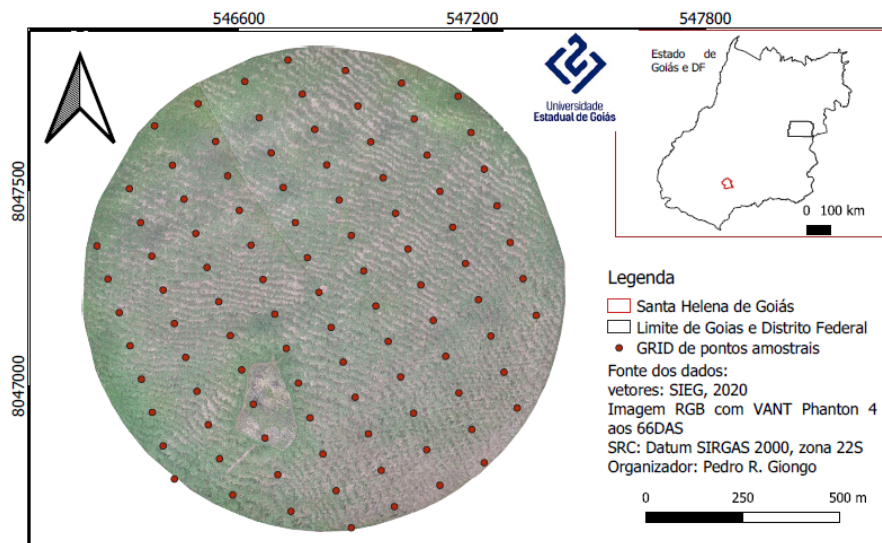 546600 547200 547800
8047500
8047000
Universidade
Estadual de Goiás
Estado de
Goiás e DF
0 100 km
Legenda
Santa Helena de Goiás
Limite de Goias e Distrito Federal
GRID de pontos amostrais
Fonte dos dados:
vetores: SIEG, 2020
Imagem RGB com VANT Phanton 4
aos 66DAS
SRC: Datum SIRGAS 2000, zona 22S
Organizador: Pedro R. Giongo
0 250 500 m